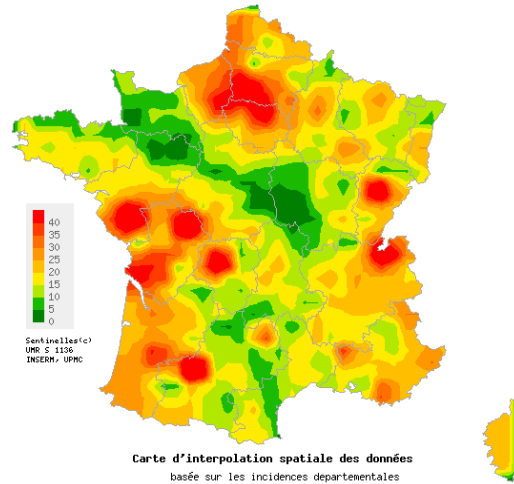 40
35
30
25
20
15
10
5
0
Sentinelles(c)
UMR S 1136
INSERM, UPMC
Carte d'interpolation spatiale des données
basée sur les incidences departementales